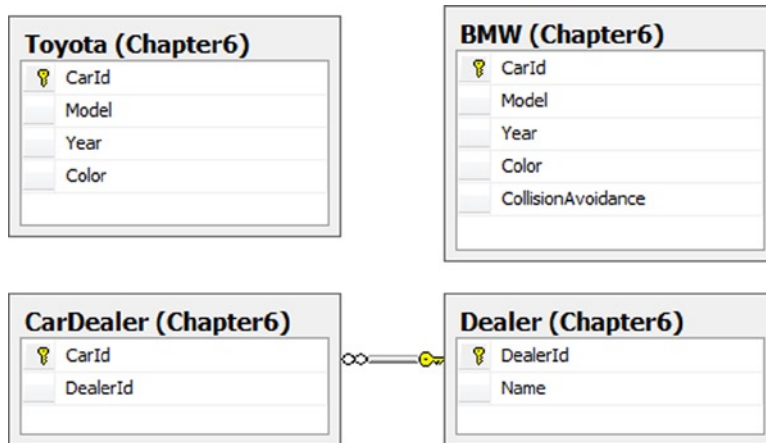 Toyota (Chapter6)
CarId
Model
Year
Color
BMW (Chapter6)
CarId
Model
Year
Color
CollisionAvoidance
CarDealer (Chapter6)
CarId
DealerId
Dealer (Chapter6)
DealerId
Name